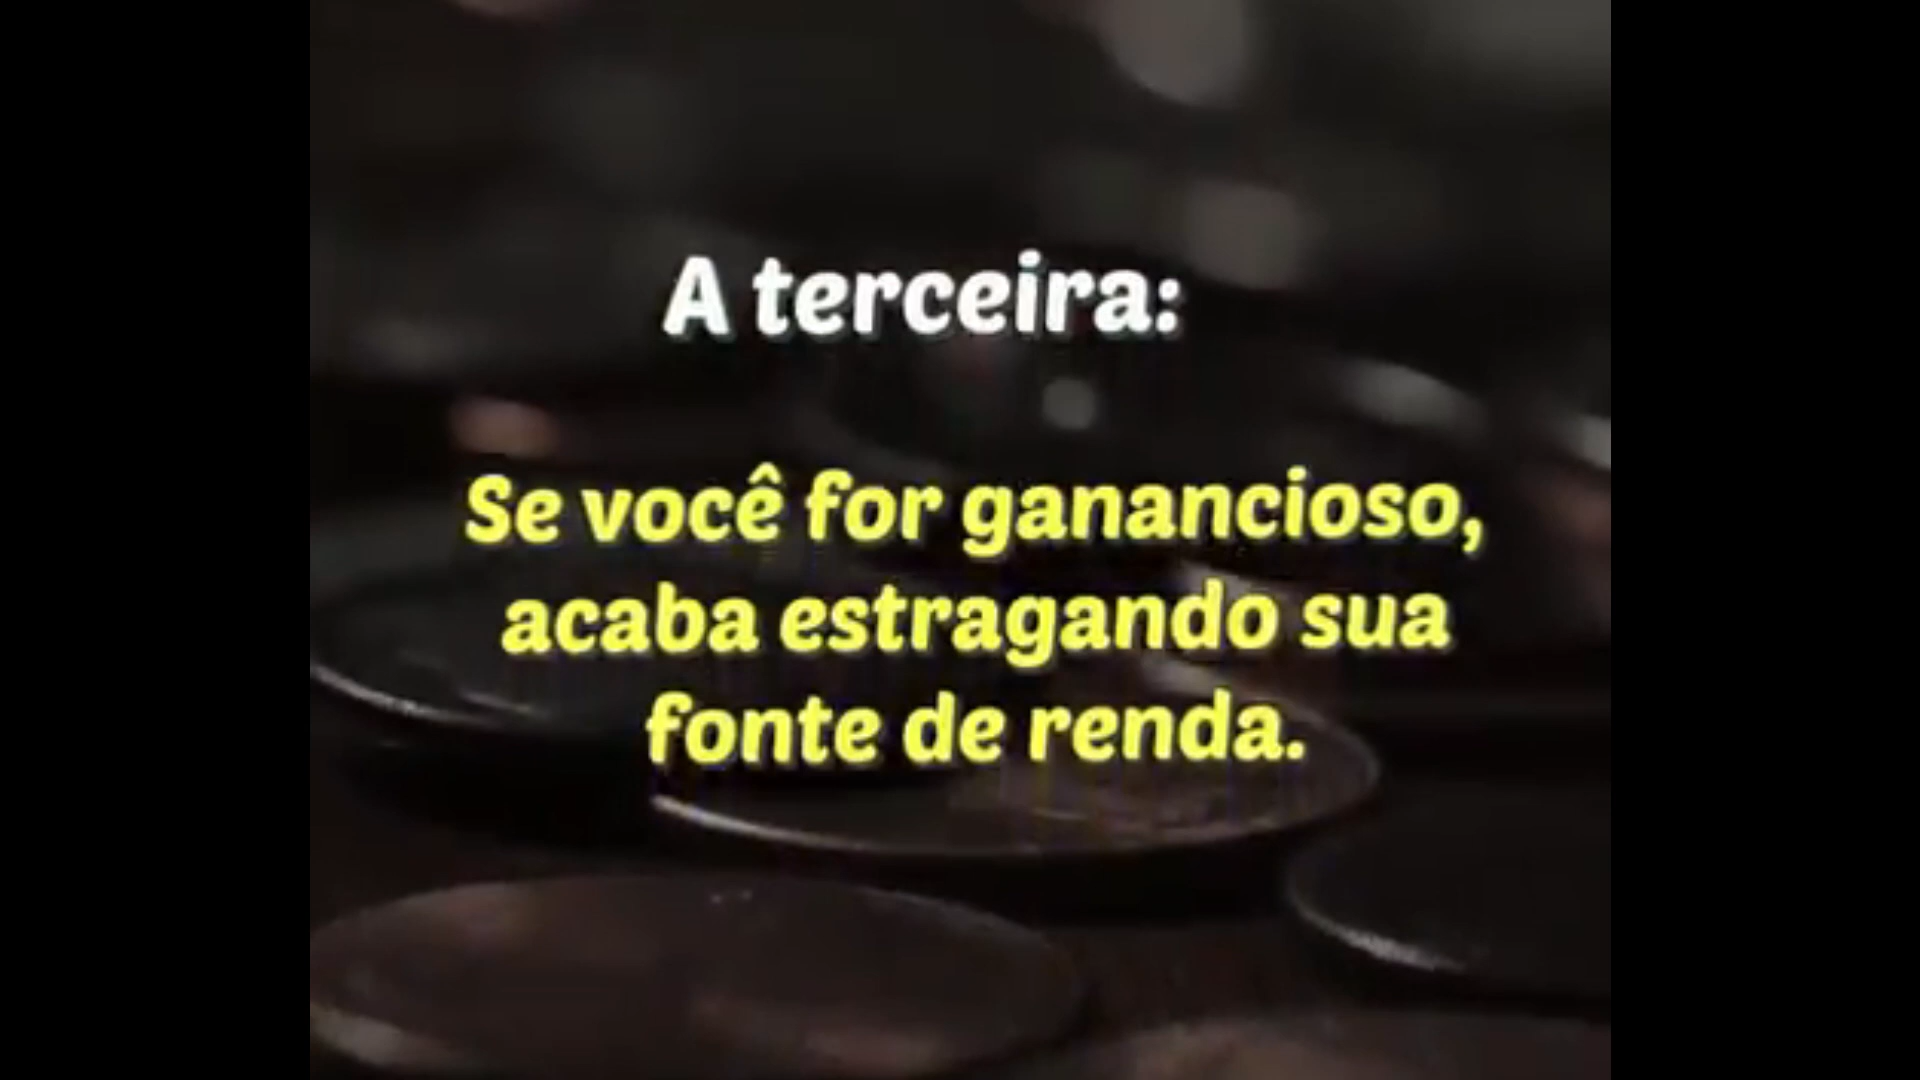 A terceira:
Se você for ganancioso,
acaba estragando sua
fonte de renda.